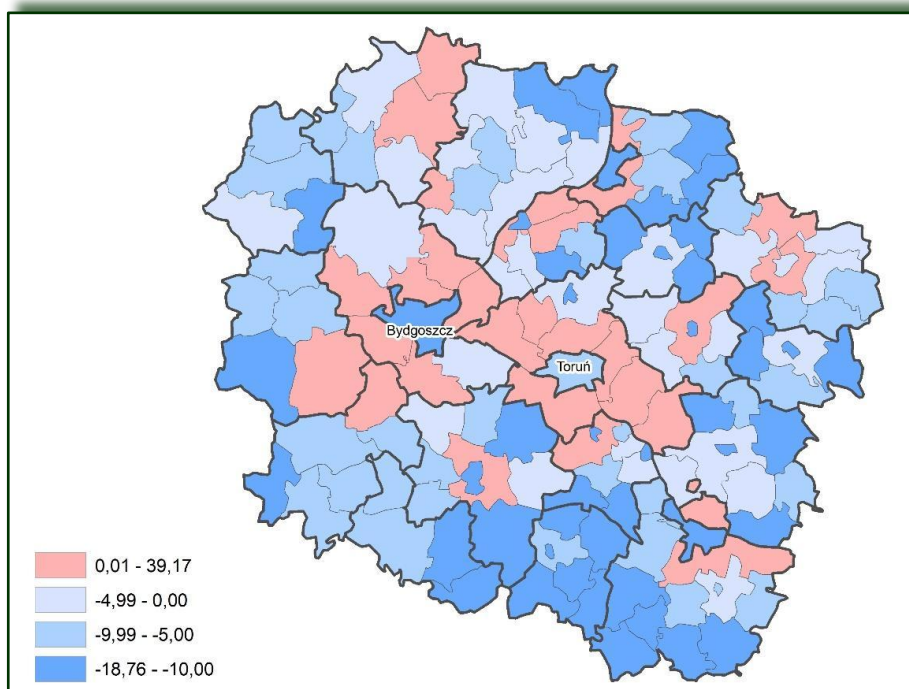 Bydgoszcz
Toruń
0,01 - 39,17
-4,99 - 0,00
-9,99 - -5,00
-18,76 - -10,00